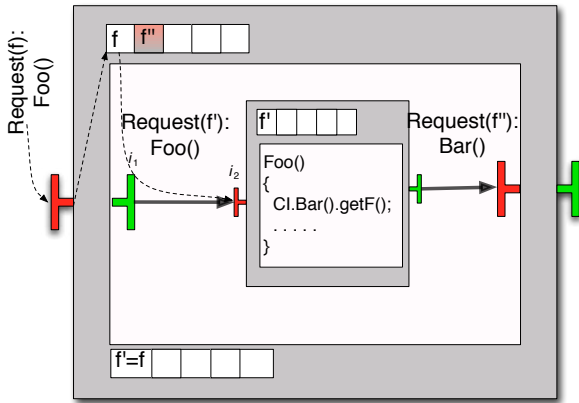 Request(f):
Foo()
f f"
Request(f'):
Foo()
i1
i2
f'
Foo()
{
CI.Bar().getF();
. . . . .
}
Request(f"):
Bar()
f'=f